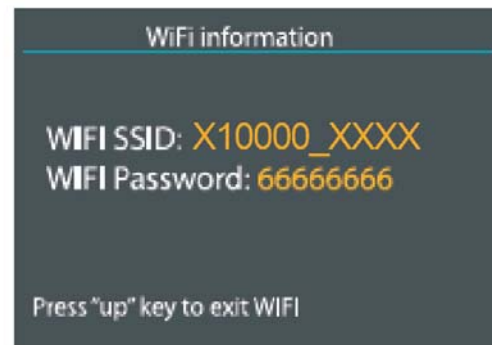 WiFi information
WIFI SSID: X10000_XXXX
WIFI Password: 66666666
Press "up" key to exit WIFI